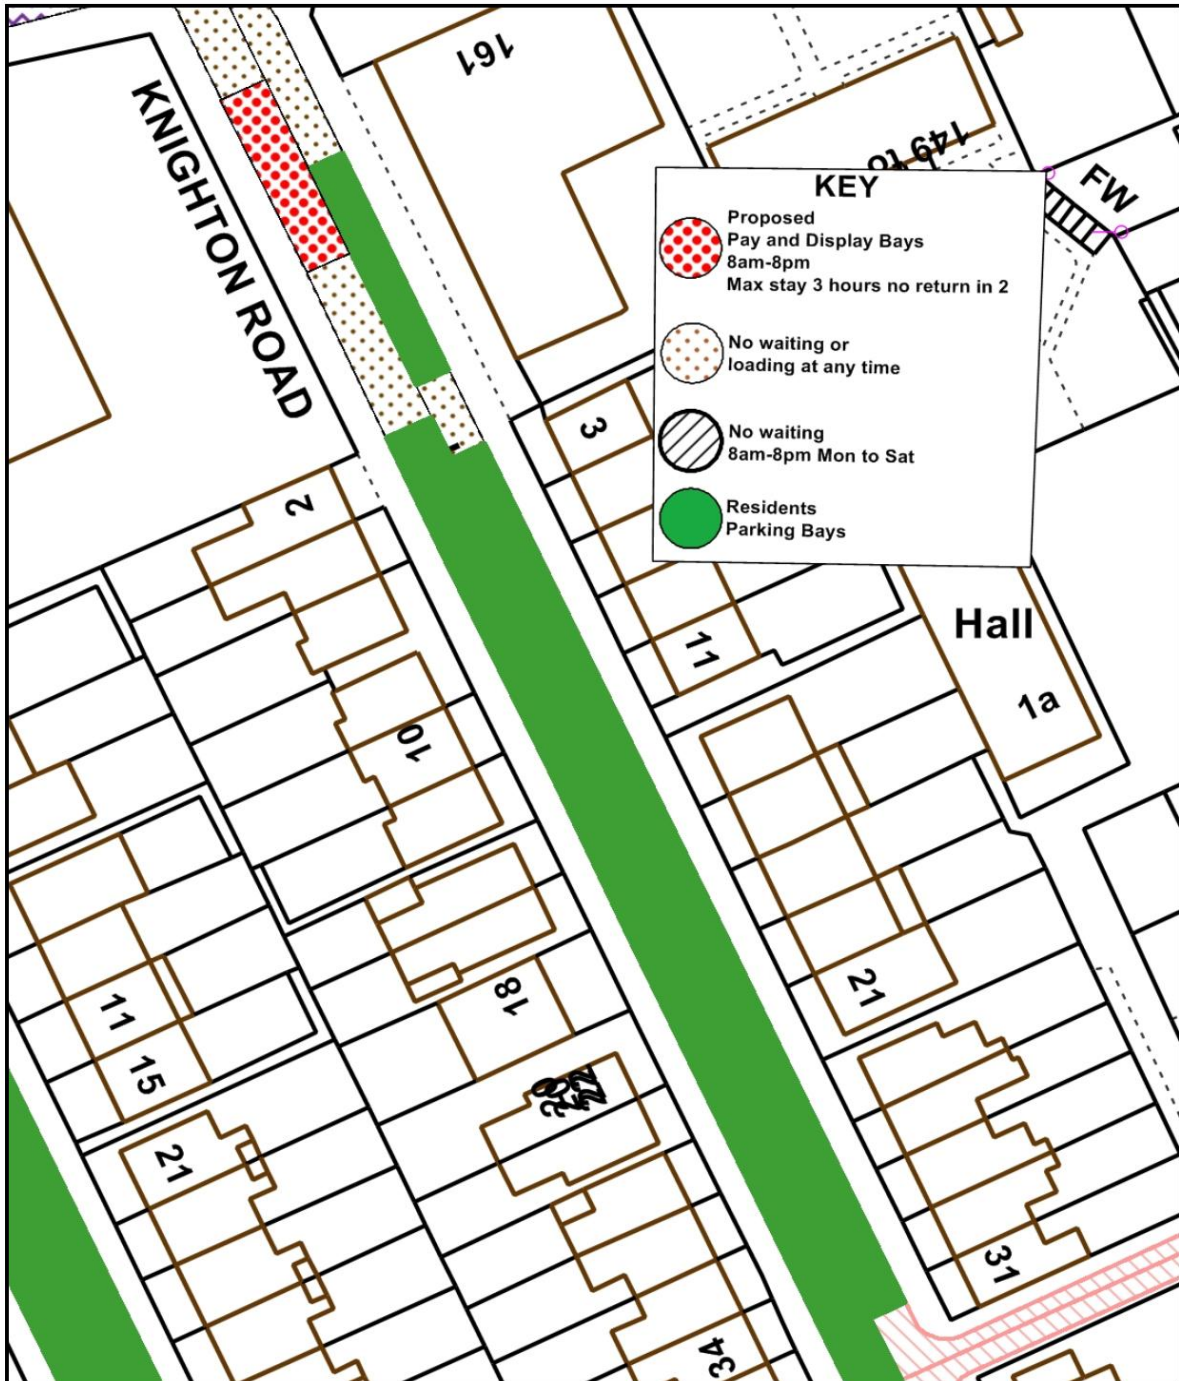 161
KNIGHTON ROAD
149 to
FW
KEY
Proposed
Pay and Display Bays
8am-8pm
Max stay 3 hours no return in 2
No waiting or
loading at any time
No waiting
8am-8pm Mon to Sat
Residents
Parking Bays
3
2
11
Hall
1a
10
21
18
11
15
20
21
31
34